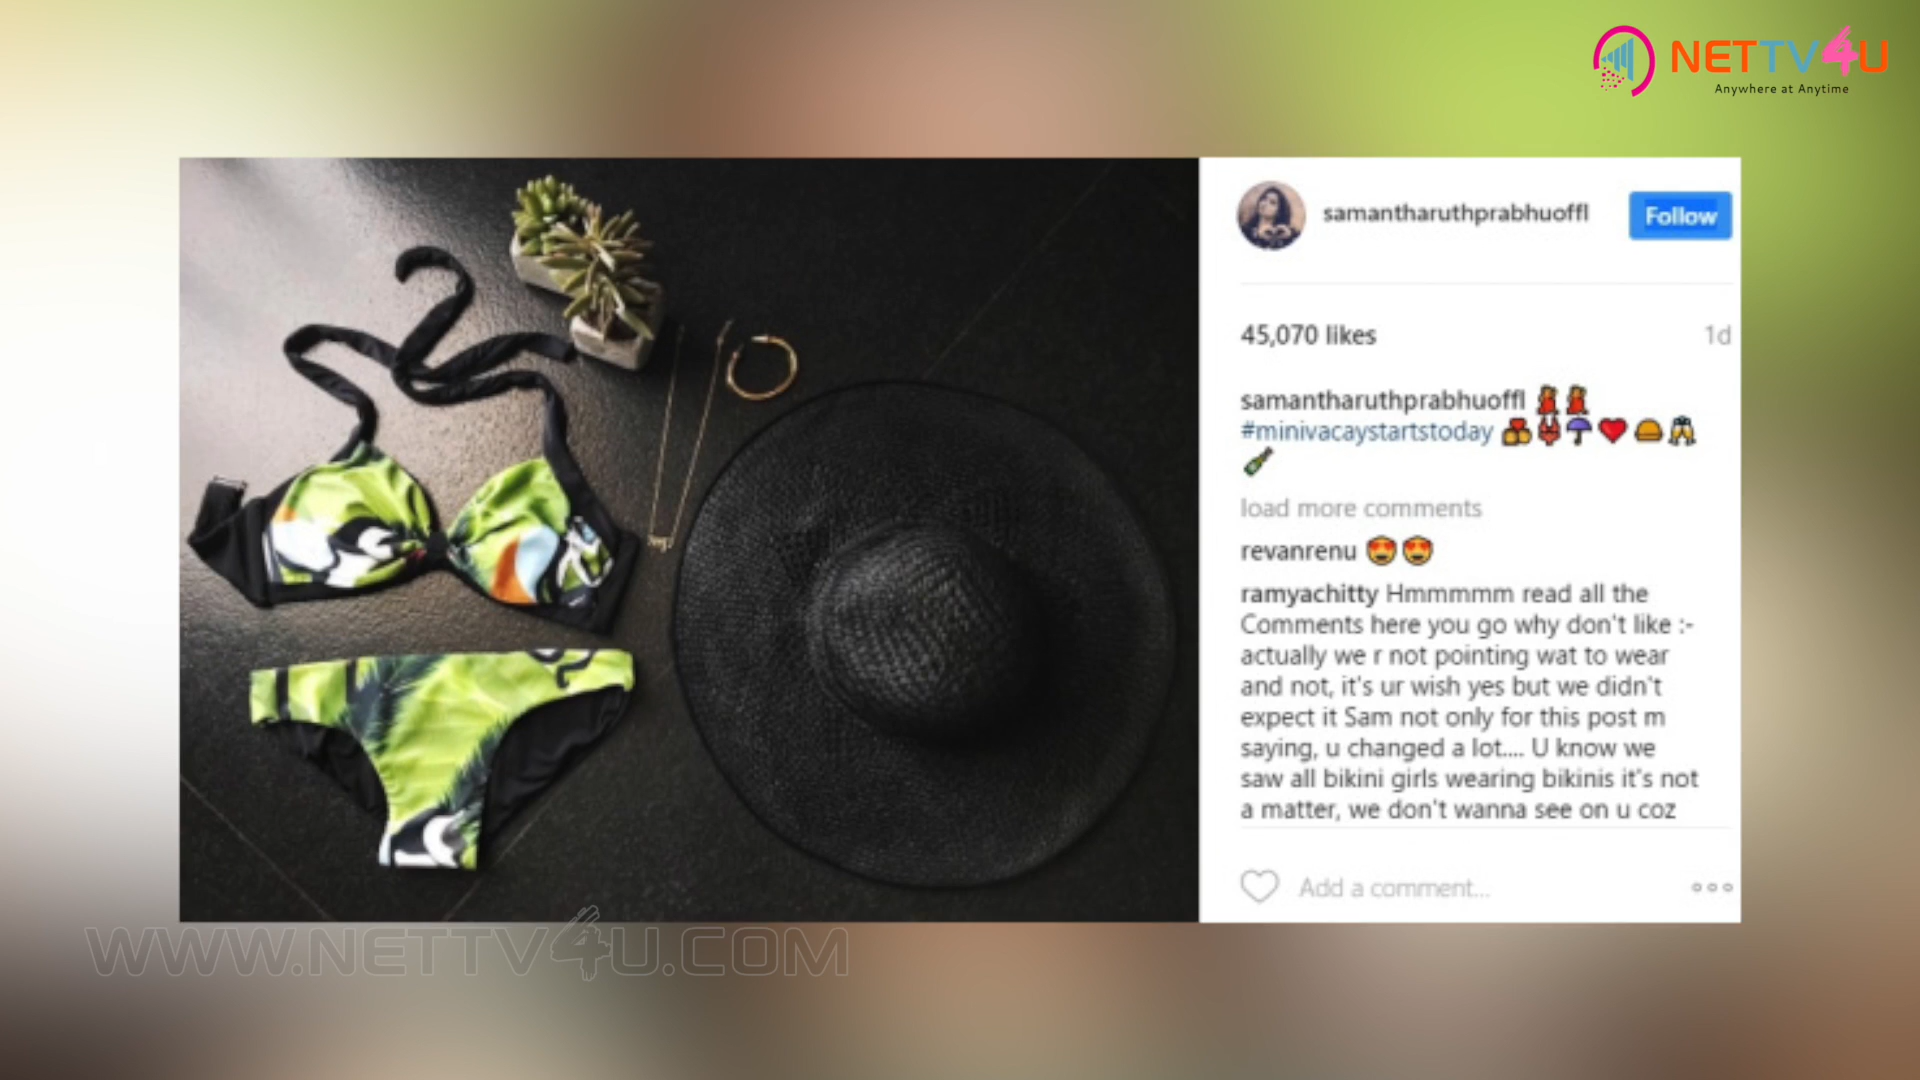 NETTV4U
Anywhere at Anytime
samantharuthprabhuoffl
Follow
45,070 likes
1d
samantharuthprabhuoffl
#minivacaystartstoday
load more comments
revanrenu
ramyachitty Hmmmmm read all the
Comments here you go why don't like :-
actually we r not pointing wat to wear
and not, it's ur wish yes but we didn't
expect it Sam not only for this post m
saying, u changed a lot.... U know we
saw all bikini girls wearing bikinis it's not
a matter, we don't wanna see on u coz
Add a comment...
WWW.NETTV4U.COM